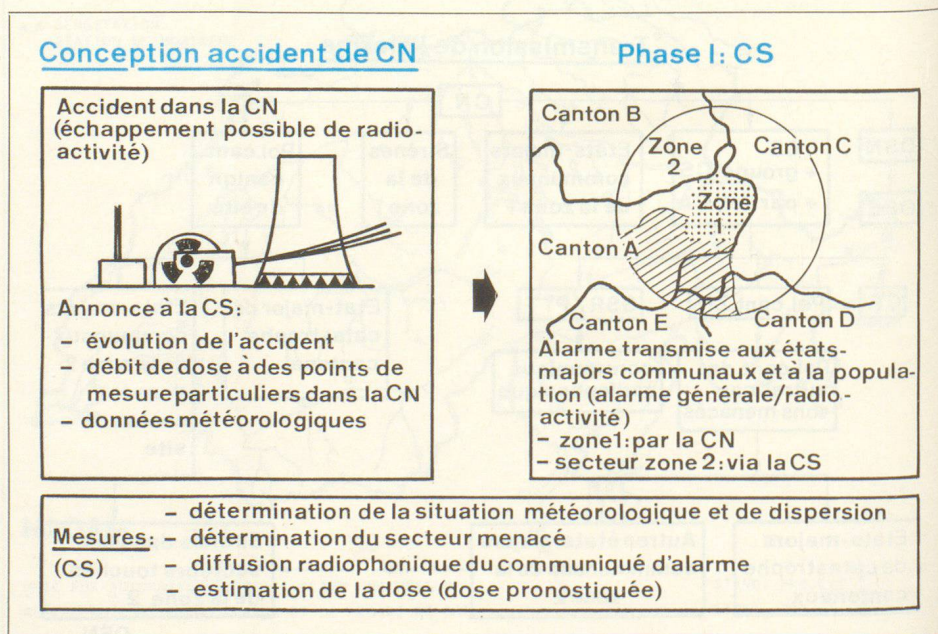 Conception accident de CN
Phase I: CS
Accident dans la CN
(échappement possible de radio-
activité)
Annonce à la CS:
– évolution de l'accident
– débit de dose à des points de
mesure particuliers dans la CN
– données météorologiques
Canton B
Zone
2
Canton C
Zone
1
Canton A
Canton E
Canton D
Alarme transmise aux états-
majors communaux et à la popula-
tion (alarme générale/radio
activité)
– zone1: par la CN
– secteur zone 2: via la CS
– détermination de la situation météorologique et de dispersion
Mesures: – détermination du secteur menacé
(CS) – diffusion radiophonique du communiqué d'alarme
– estimation de la dose (dose pronostiquée)